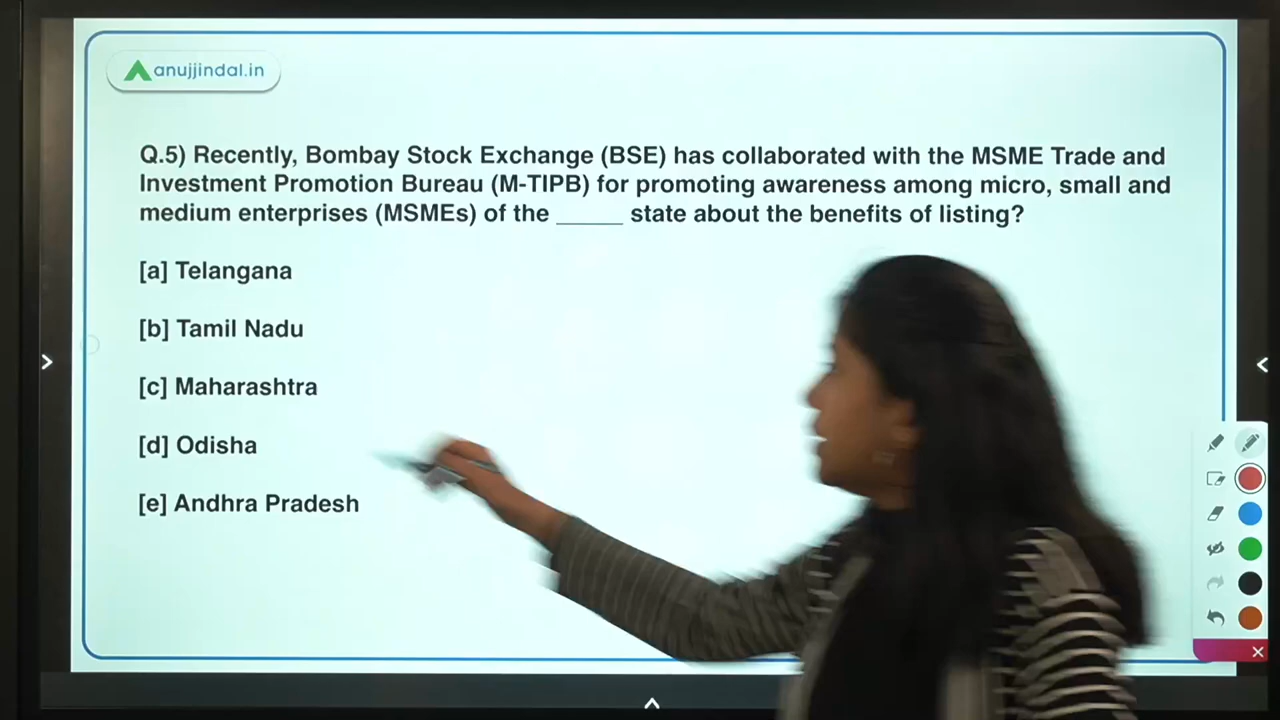 anujjindal.in
Q.5) Recently, Bombay Stock Exchange (BSE) has collaborated with the MSME Trade and
Investment Promotion Bureau (M-TIPB) for promoting awareness among micro, small and
medium enterprises (MSMEs) of the ______ state about the benefits of listing?
[a] Telangana
[b] Tamil Nadu
[c] Maharashtra
[d] Odisha
[e] Andhra Pradesh